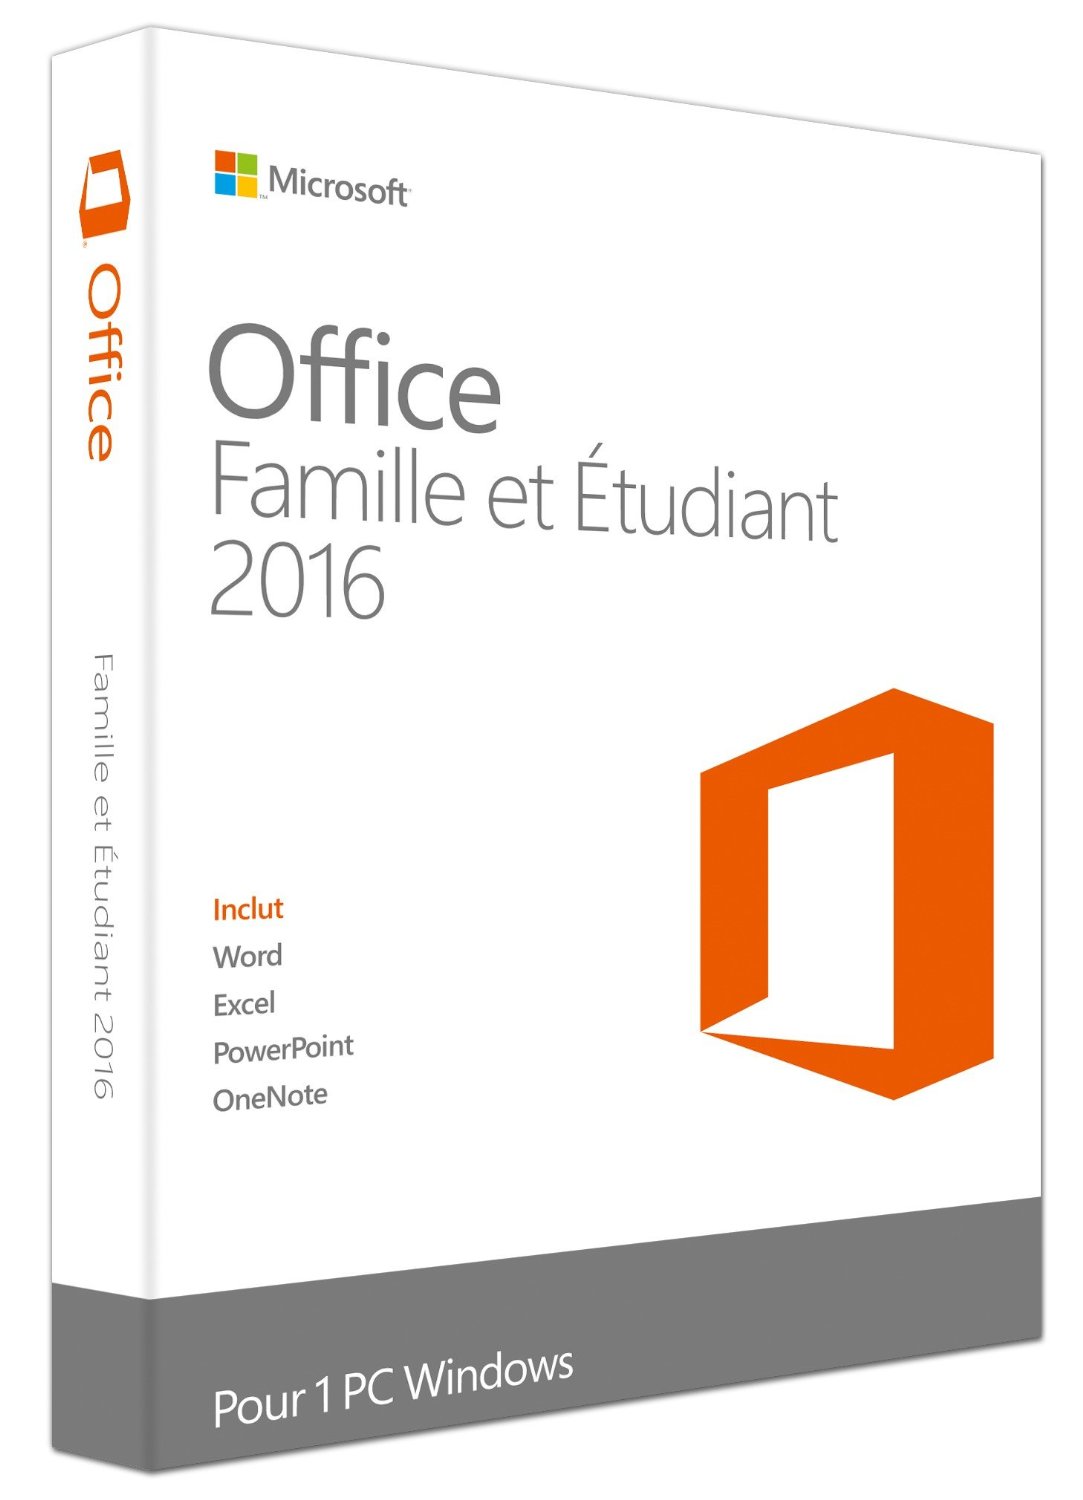 Office
Famille et Étudiant 2016
Microsoft
Office
Famille et Étudiant
2016
Inclut
Word
Excel
PowerPoint
OneNote
Pour 1 PC Windows